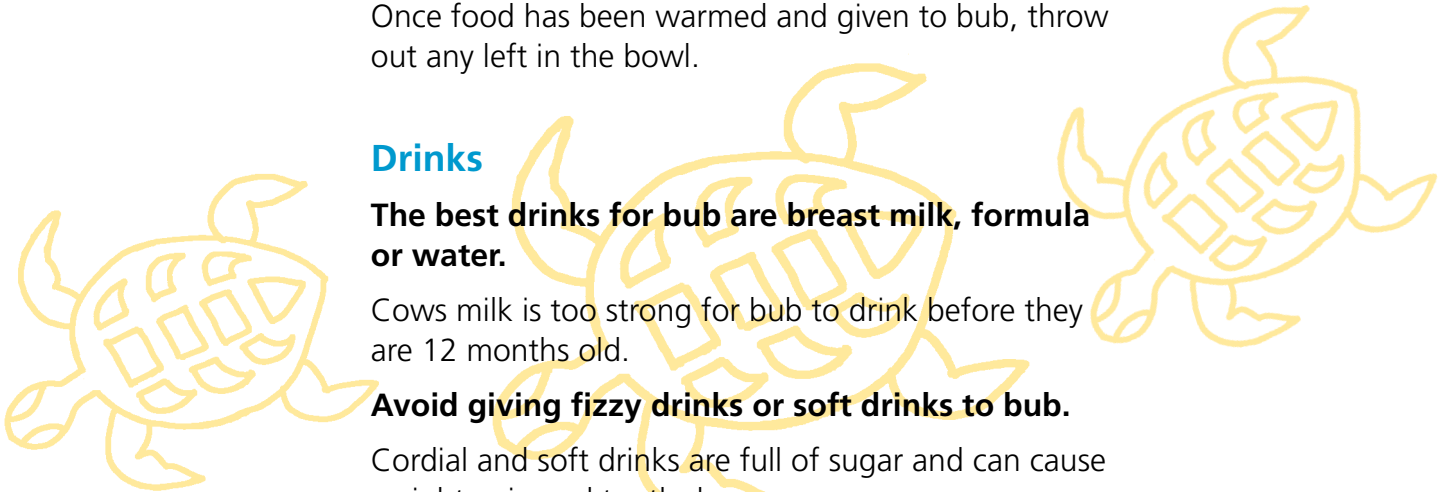 Once food has been warmed and given to bub, throw
out any left in the bowl.
Drinks
The best drinks for bub are breast milk, formula
or water.
Cows milk is too strong for bub to drink before they
are 12 months old.
Avoid giving fizzy drinks or soft drinks to bub.
Cordial and soft drinks are full of sugar and can cause